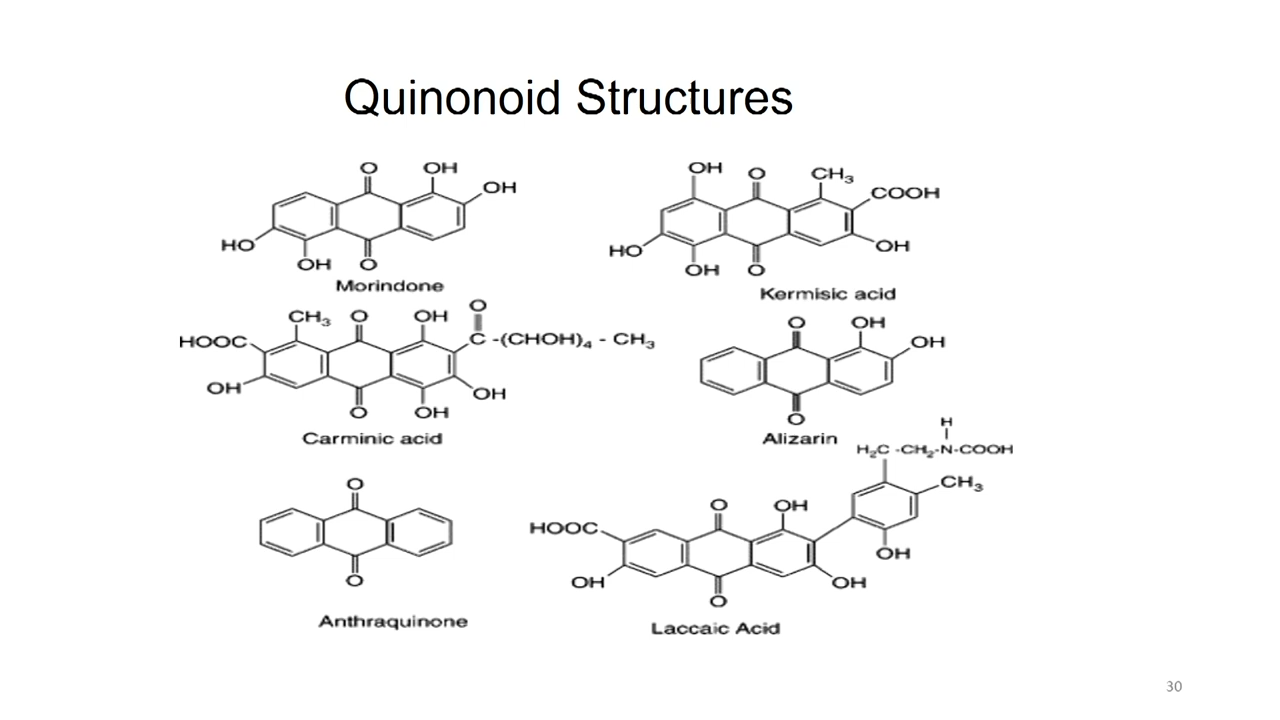 Quinonoid Structures
O OH OH
HO OH O
Morindone
OH O CH₃ COOH
HO OH O OH
Kermisic acid
HOOC CH₃ O OH O C-(CHOH)₄ - CH₃
OH O OH OH
Carminic acid
O OH OH
O
Alizarin
O
O
Anthraquinone
H
H₂C -CH₂-N-COOH
CH₃
HOOC O OH OH
OH O OH
Laccaic Acid
30